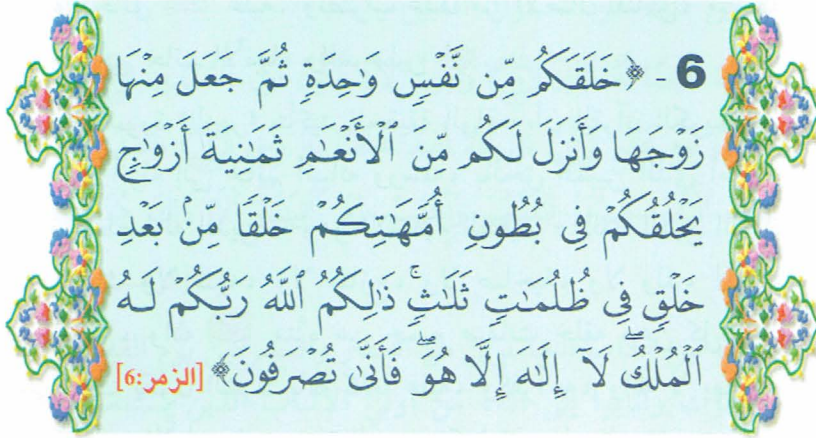 6 - ﴿خَلَقَكُم مِّن نَّفْسٍ وَٰحِدَةٍ ثُمَّ جَعَلَ مِنْهَا
زَوْجَهَا وَأَنزَلَ لَكُم مِّنَ ٱلْأَنْعَٰمِ ثَمَٰنِيَةَ أَزْوَٰجٍ
يَخْلُقُكُمْ فِى بُطُونِ أُمَّهَٰتِكُمْ خَلْقًا مِّنۢ بَعْدِ
خَلْقٍ فِى ظُلُمَٰتٍ ثَلَٰثٍ ۚ ذَٰلِكُمُ ٱللَّهُ رَبُّكُمْ لَهُ
ٱلْمُلْكُ ۖ لَآ إِلَٰهَ إِلَّا هُوَ ۖ فَأَنَّىٰ تُصْرَفُونَ﴾ [الزمر:6]